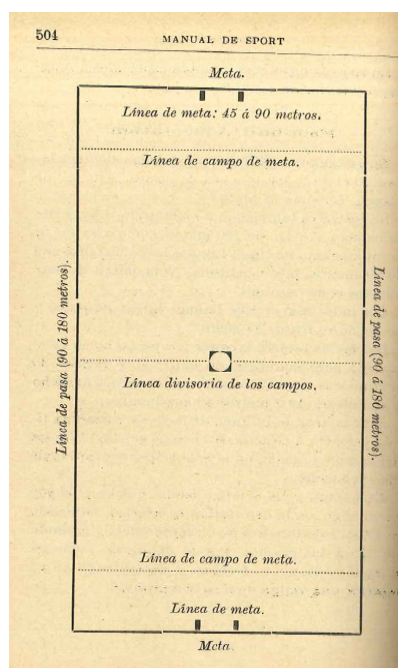 504
MANUAL DE SPORT
Meta.
Línea de meta: 45 á 90 metros.
Línea de campo de meta.
Línea de pasa (90 á 180 metros).
Línea de pasa (90 á 180 metros).
Línea divisoria de los campos.
Línea de campo de meta.
Línea de meta.
Meta.